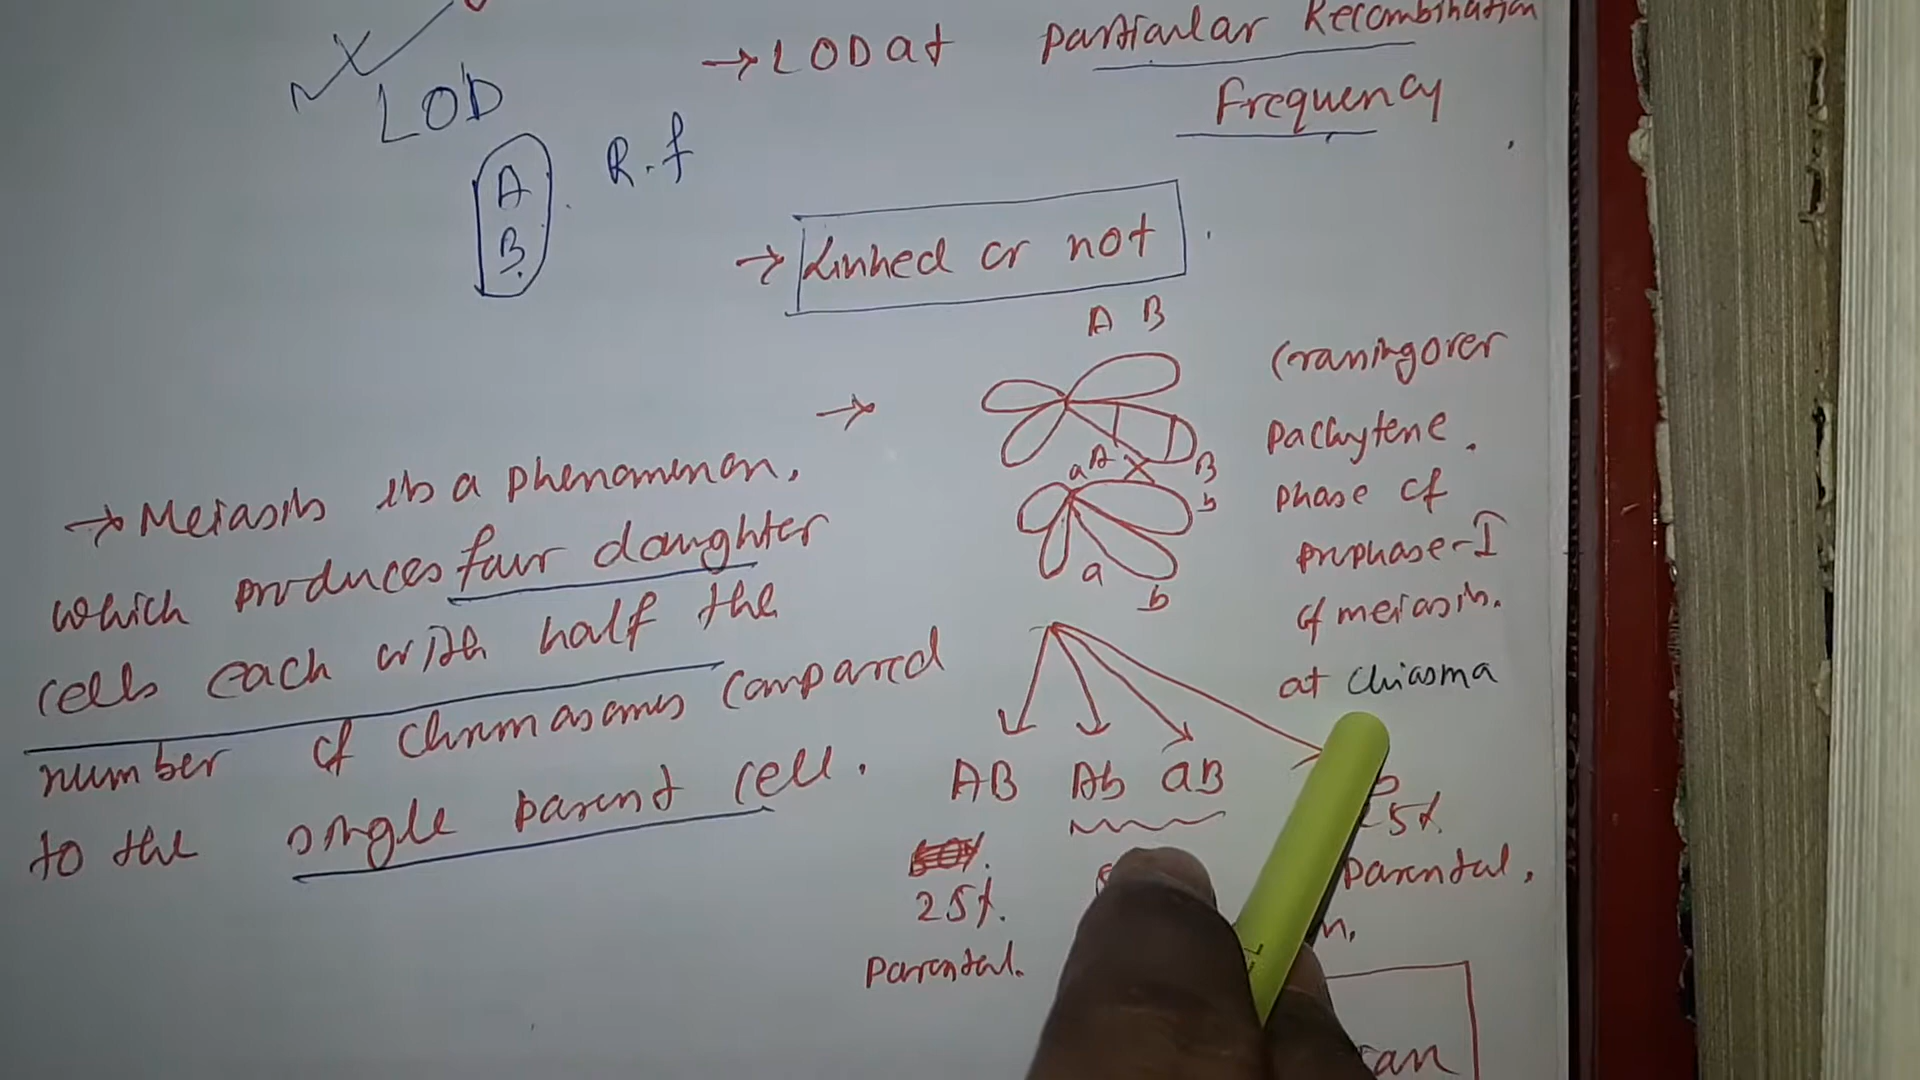 → LOD at Particular Recombination
Frequency
LOD
A
B
R.f
→ Linked or not
A B
→
Crossingover
Pachytene.
phase of
prophase-I
of meiosis.
at chiasma
a A B
b
a
b
→ Meiosis is a phenomenon,
which produces four daughter
cells each with half the
number of chromosomes compared
to the single parent cell.
AB Ab aB
25%.
Parental.
5%
parental,